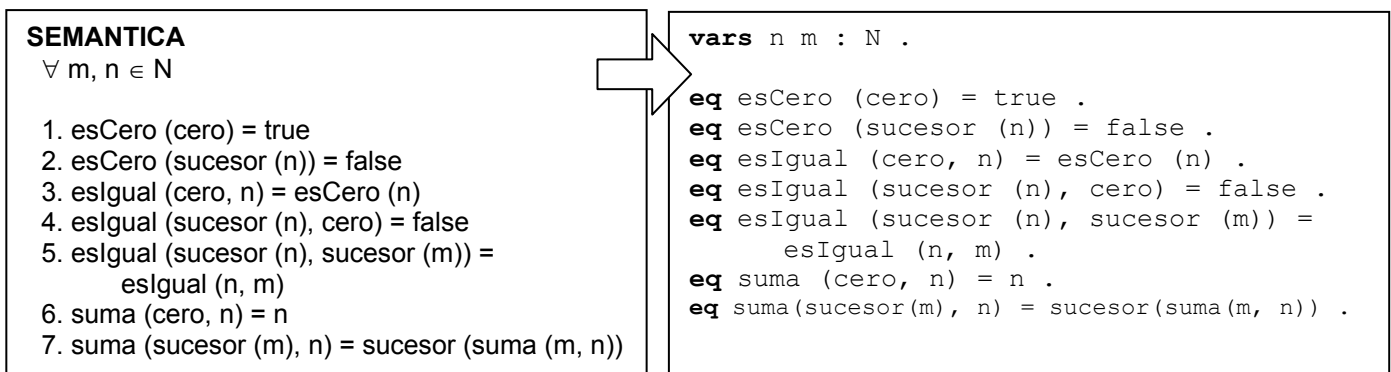 SEMANTICA
∀ m, n ∈ N
1. esCero (cero) = true
2. esCero (sucesor (n)) = false
3. esIgual (cero, n) = esCero (n)
4. esIgual (sucesor (n), cero) = false
5. esIgual (sucesor (n), sucesor (m)) =
esIgual (n, m)
6. suma (cero, n) = n
7. suma (sucesor (m), n) = sucesor (suma (m, n))
vars n m : N .
eq esCero (cero) = true .
eq esCero (sucesor (n)) = false .
eq esIgual (cero, n) = esCero (n) .
eq esIgual (sucesor (n), cero) = false .
eq esIgual (sucesor (n), sucesor (m)) =
esIgual (n, m) .
eq suma (cero, n) = n .
eq suma(sucesor(m), n) = sucesor(suma(m, n)) .